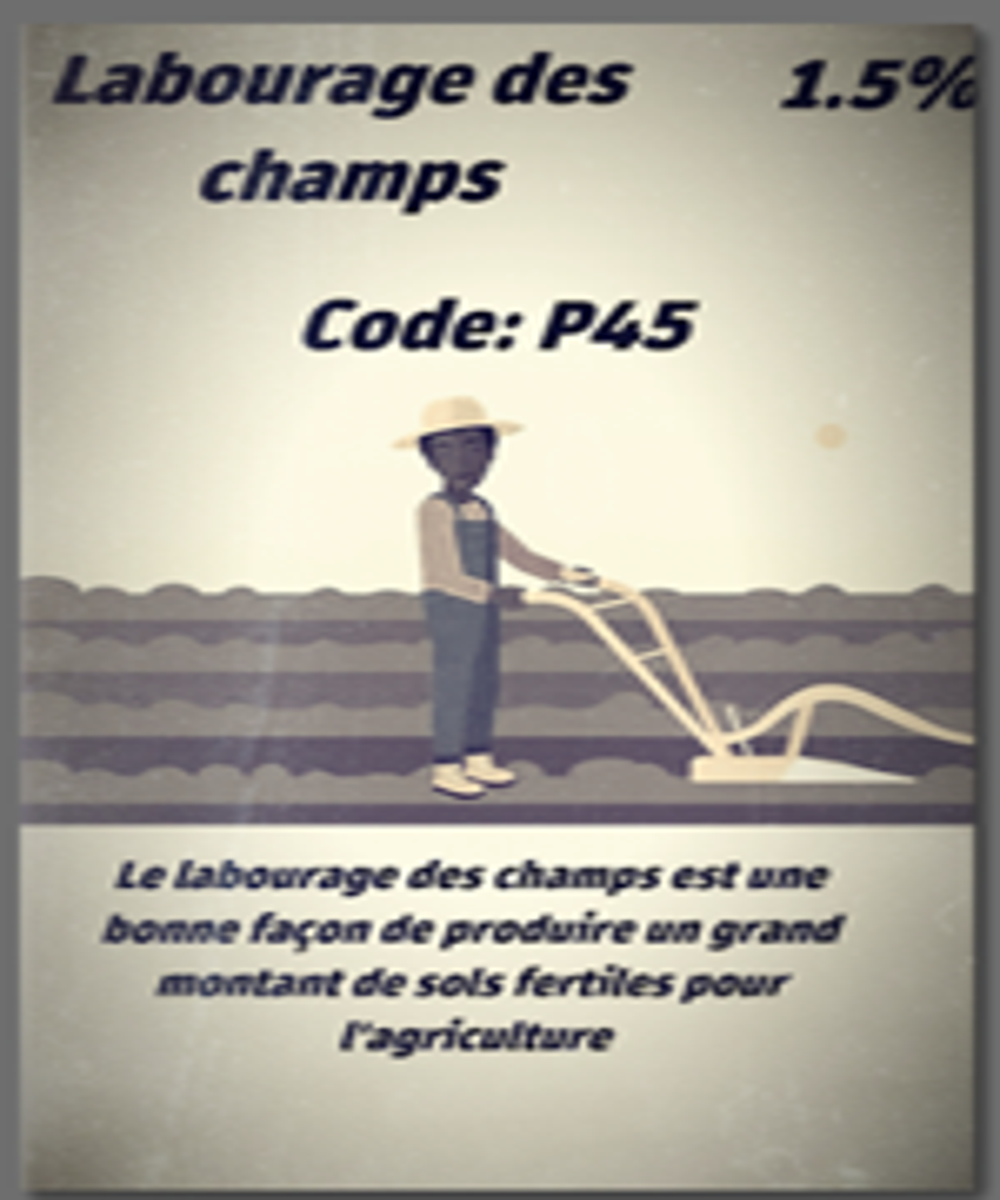 Labourage des 1.5%
champs
Code: P45
Le labourage des champs est une
bonne façon de produire un grand
montant de sols fertiles pour
l'agriculture